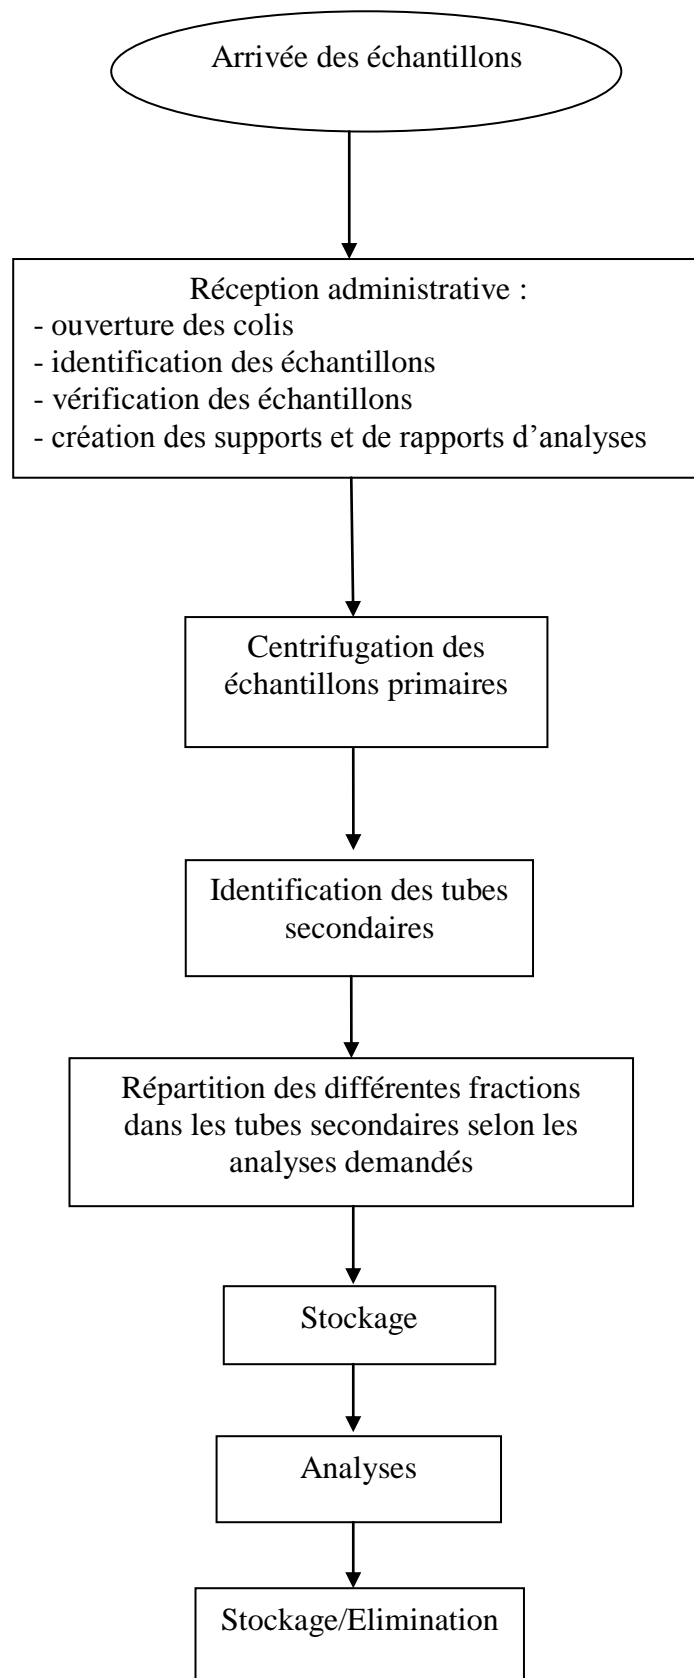 Arrivée des échantillons
Réception administrative :
- ouverture des colis
- identification des échantillons
- vérification des échantillons
- création des supports et de rapports d’analyses
Centrifugation des
échantillons primaires
Identification des tubes
secondaires
Répartition des différentes fractions
dans les tubes secondaires selon les
analyses demandés
Stockage
Analyses
Stockage/Elimination